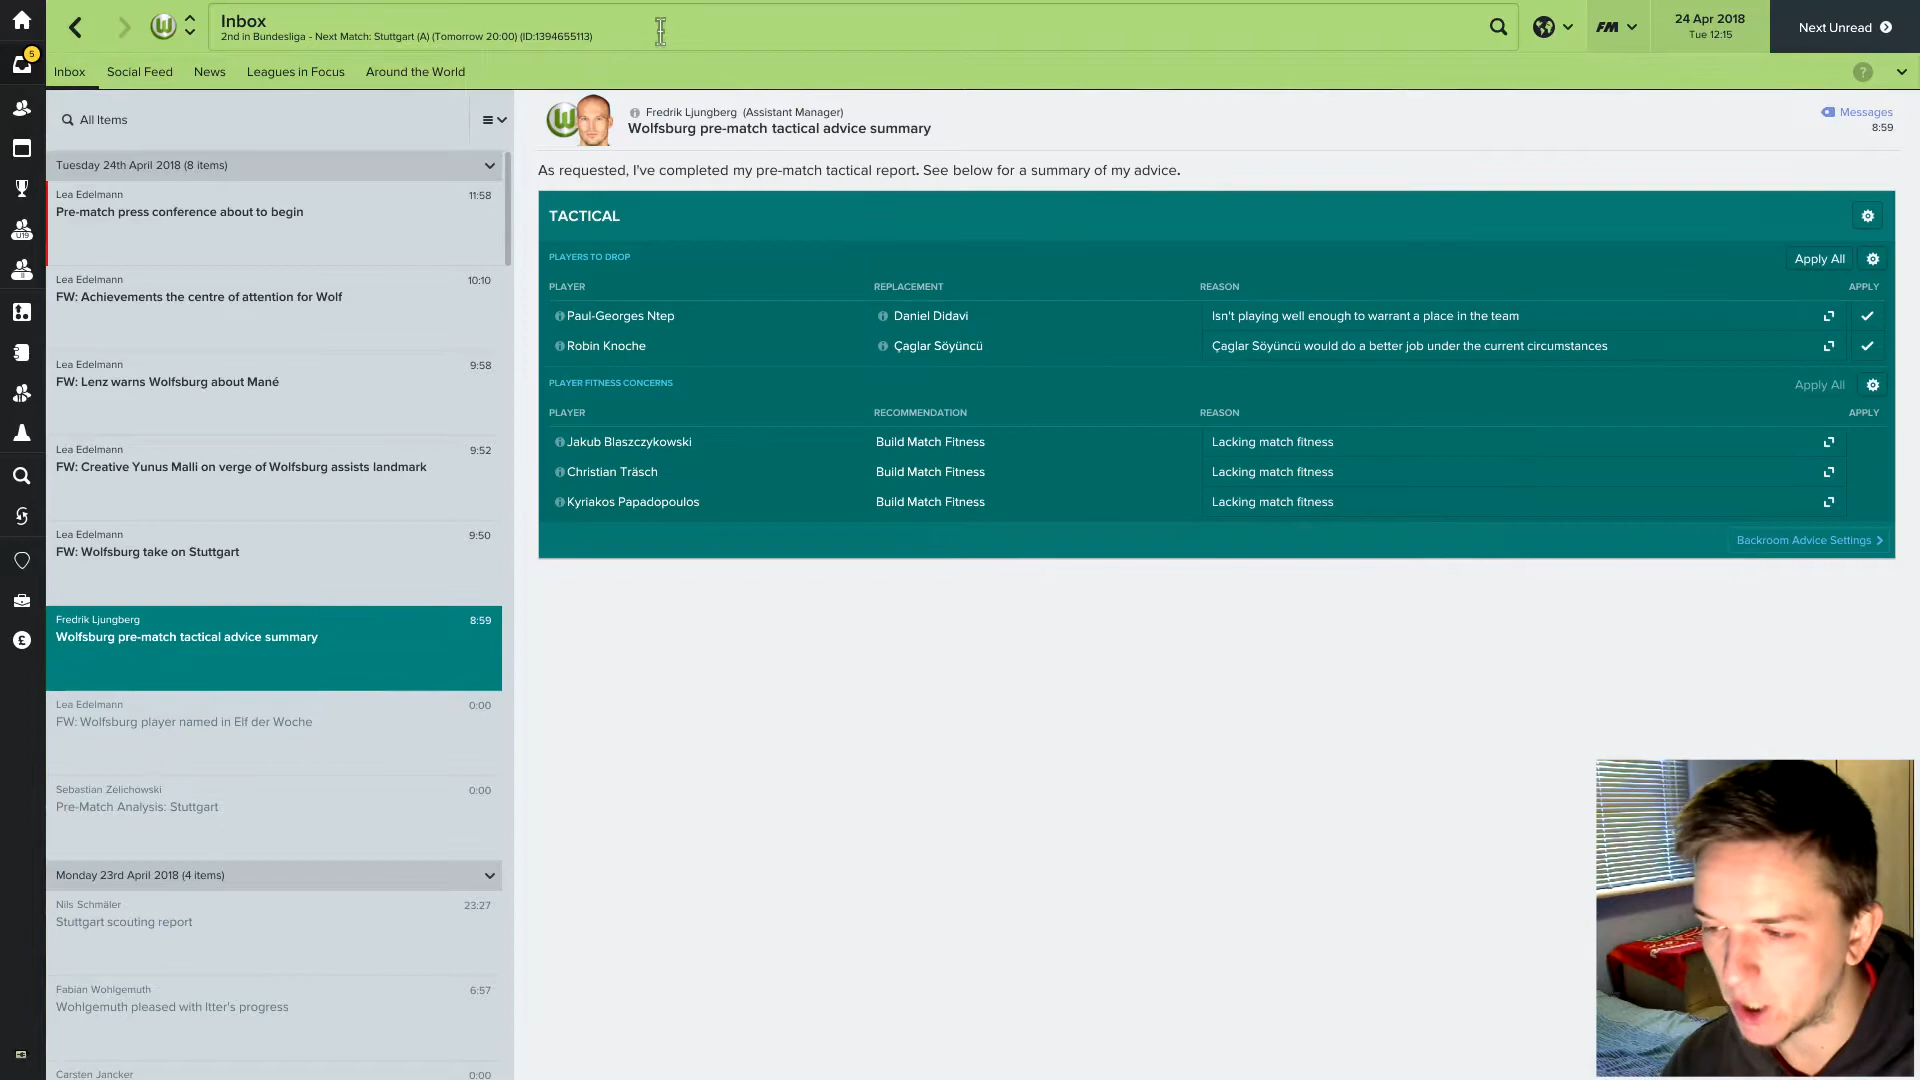 Inbox
2nd in Bundesliga - Next Match: Stuttgart (A) (Tomorrow 20:00) (ID:1394655113)
FM
24 Apr 2018
Tue 12:15
Next Unread
5
Inbox
Social Feed
News
Leagues in Focus
Around the World
?
All Items
Tuesday 24th April 2018 (8 items)
Lea Edelmann
11:58
Pre-match press conference about to begin
Lea Edelmann
10:10
FW: Achievements the centre of attention for Wolf
Lea Edelmann
9:58
FW: Lenz warns Wolfsburg about Mané
Lea Edelmann
9:52
FW: Creative Yunus Malli on verge of Wolfsburg assists landmark
Lea Edelmann
9:50
FW: Wolfsburg take on Stuttgart
Fredrik Ljungberg
8:59
Wolfsburg pre-match tactical advice summary
Lea Edelmann
0:00
FW: Wolfsburg player named in Elf der Woche
Sebastian Zelichowski
0:00
Pre-Match Analysis: Stuttgart
Monday 23rd April 2018 (4 items)
Nils Schmäler
23:27
Stuttgart scouting report
Fabian Wohlgemuth
6:57
Wohlgemuth pleased with Itter's progress
Carsten Jancker
0:00
U19
II
£
Fredrik Ljungberg (Assistant Manager)
Wolfsburg pre-match tactical advice summary
Messages
8:59
As requested, I've completed my pre-match tactical report. See below for a summary of my advice.
TACTICAL
PLAYERS TO DROP
Apply All
PLAYER REPLACEMENT REASON APPLY
Paul-Georges Ntep Daniel Didavi Isn't playing well enough to warrant a place in the team
Robin Knoche Çaglar Söyüncü Çaglar Söyüncü would do a better job under the current circumstances
PLAYER FITNESS CONCERNS
Apply All
PLAYER RECOMMENDATION REASON APPLY
Jakub Blaszczykowski Build Match Fitness Lacking match fitness
Christian Träsch Build Match Fitness Lacking match fitness
Kyriakos Papadopoulos Build Match Fitness Lacking match fitness
Backroom Advice Settings